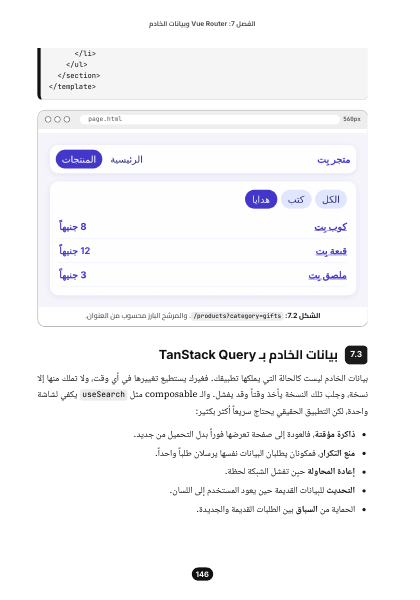 الفصل 7: Vue Router وبيانات الخادم
</li>
</ul>
</section>
</template>
page.html
560px
متجر بِت
الرئيسية
المنتجات
الكل
كتب
هدايا
كوب بِت
8 جنيهاً
قبعة بِت
12 جنيهاً
ملصق بِت
3 جنيهاً
الشكل 7.2: /products?category=gifts. والمرشح البارز محسوب من العنوان.
7.3 بيانات الخادم بـ TanStack Query
بيانات الخادم ليست كالحالة التي يملكها تطبيقك. فغيرك يستطيع تغييرها في أي وقت، ولا تملك منها إلا
نسخة، وجلب تلك النسخة يأخذ وقتاً وقد يفشل. والـ composable مثل useSearch يكفي لشاشة
واحدة، لكن التطبيق الحقيقي يحتاج سريعاً أكثر بكثير:
• ذاكرة مؤقتة، فالعودة إلى صفحة تعرضها فوراً بدل التحميل من جديد.
• منع التكرار، فمكونان يطلبان البيانات نفسها يرسلان طلباً واحداً.
• إعادة المحاولة حين تفشل الشبكة لحظة.
• التحديث للبيانات القديمة حين يعود المستخدم إلى اللسان.
• الحماية من السباق بين الطلبات القديمة والجديدة.
146